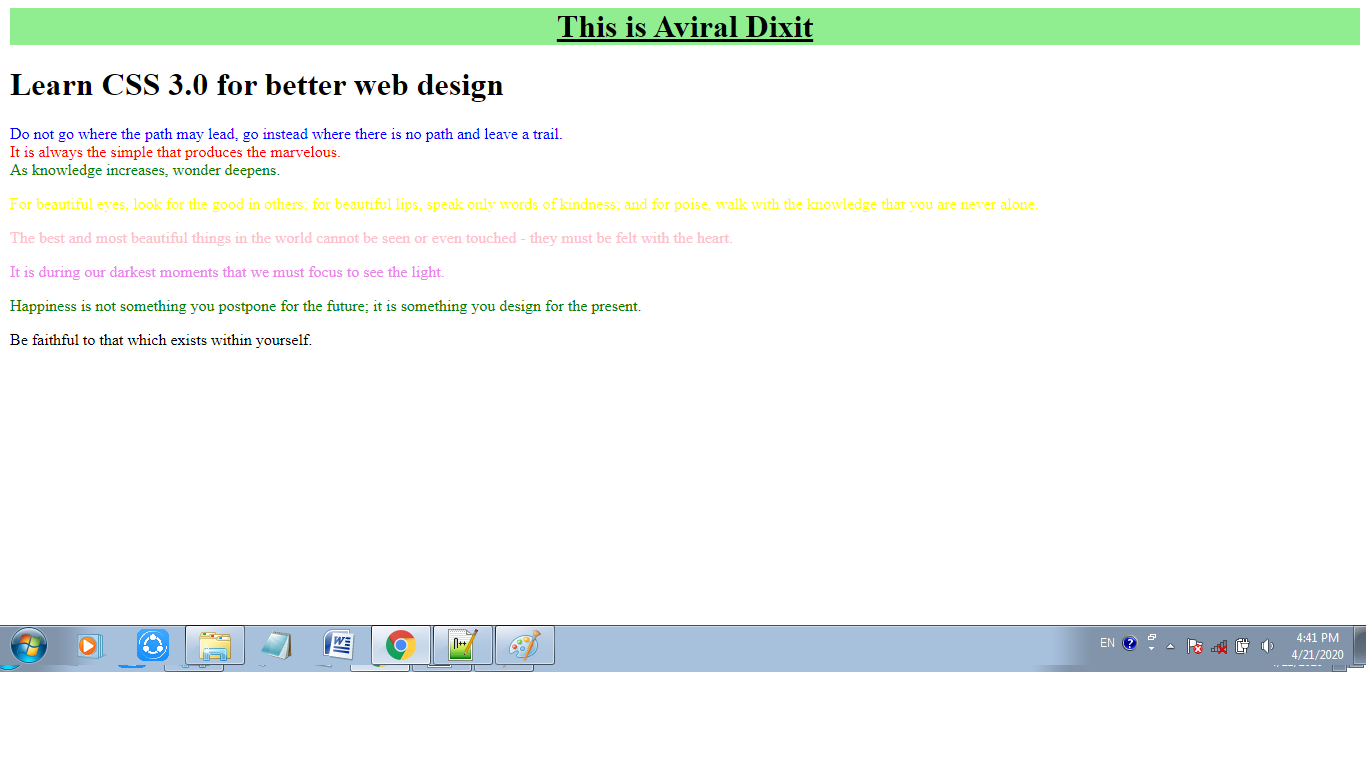 This is Aviral Dixit
Learn CSS 3.0 for better web design
Do not go where the path may lead, go instead where there is no path and leave a trail.
It is always the simple that produces the marvelous.
As knowledge increases, wonder deepens.
For beautiful eyes, look for the good in others; for beautiful lips, speak only words of kindness; and for poise, walk with the knowledge that you are never alone.
The best and most beautiful things in the world cannot be seen or even touched - they must be felt with the heart.
It is during our darkest moments that we must focus to see the light.
Happiness is not something you postpone for the future; it is something you design for the present.
Be faithful to that which exists within yourself.
EN
4:41 PM
4/21/2020